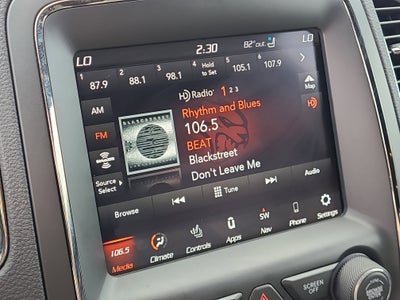 LO 2:30 82° out. LO
1 87.9 2 88.1 3 98.1 4 Hold to Set 5 105.1 6 107.9
HD Radio 1 2 3
Map
AM
FM
Rhythm and Blues
106.5
BEAT
Blackstreet
Don't Leave Me
HD
SiriusXM
Source Select
Browse
Tune
Audio
106.5 Media
Climate
Controls
Apps
SW Nav
Phone
Settings
SCREEN OFF